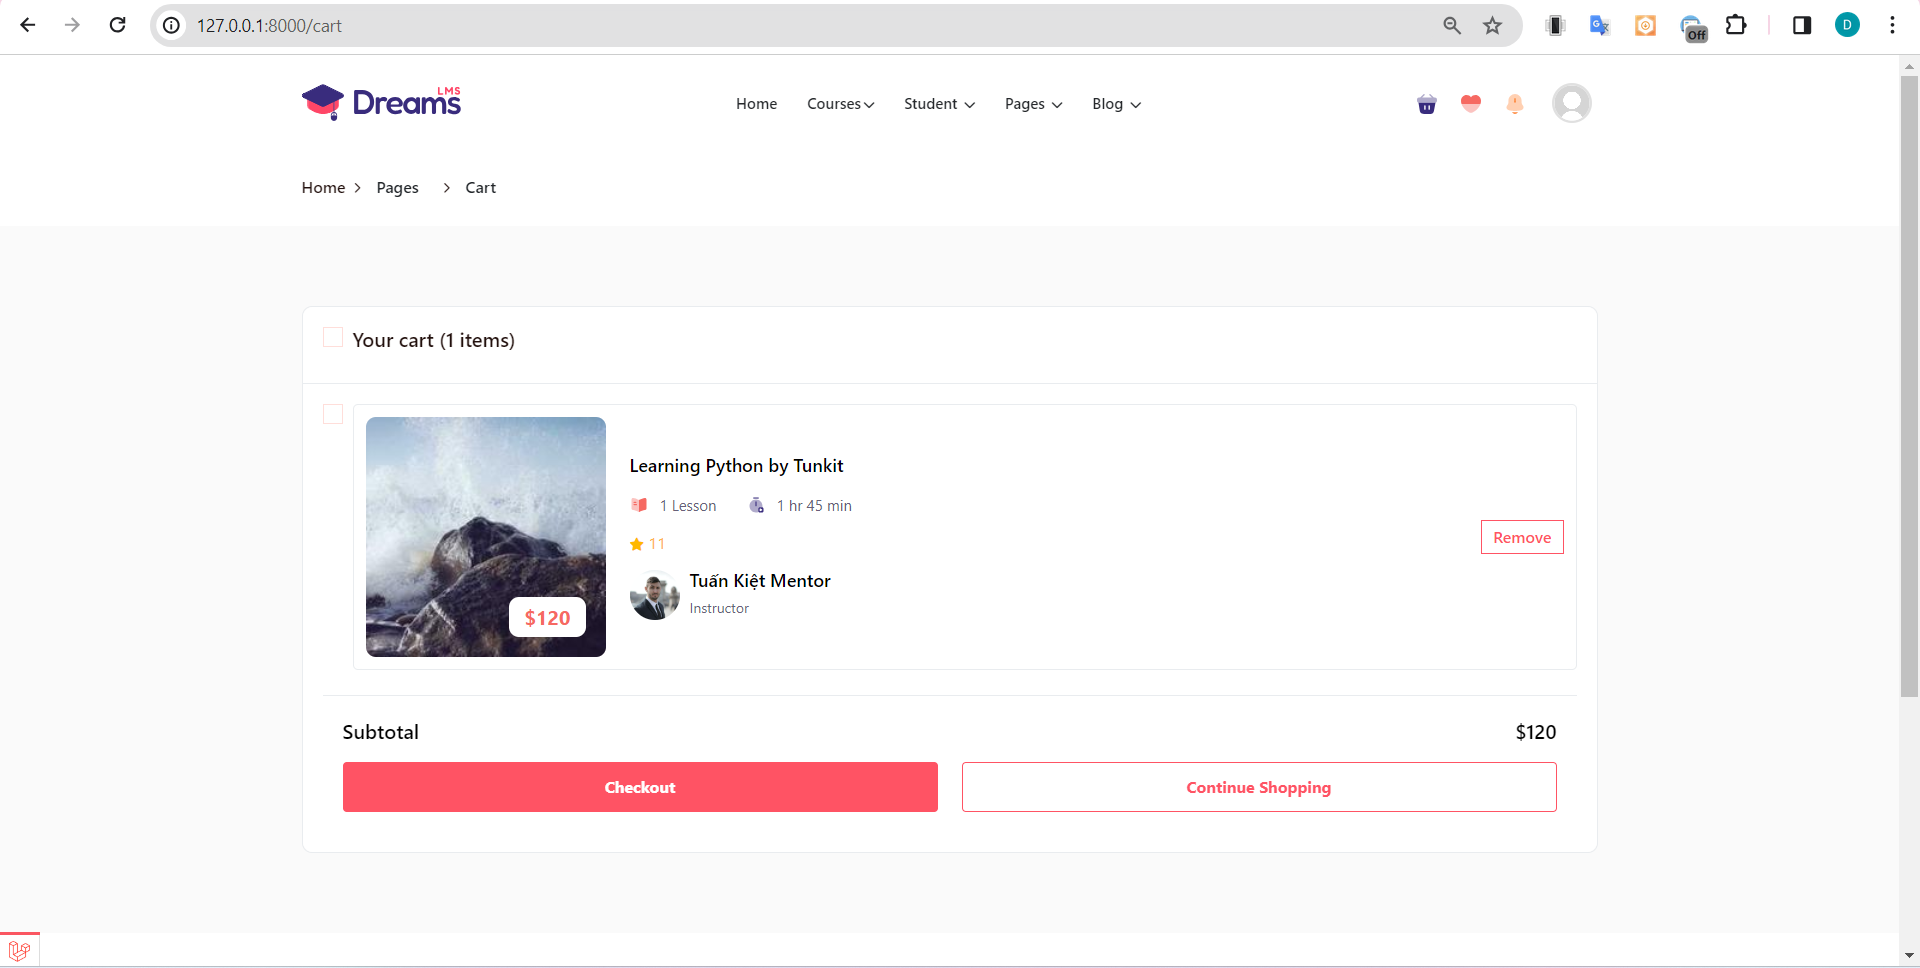 127.0.0.1:8000/cart
Off
D
Dreams LMS
Home Courses Student Pages Blog
Home > Pages > Cart
Your cart (1 items)
$120
Learning Python by Tunkit
1 Lesson 1 hr 45 min
11
Tuấn Kiệt Mentor
Instructor
Remove
Subtotal $120
Checkout Continue Shopping